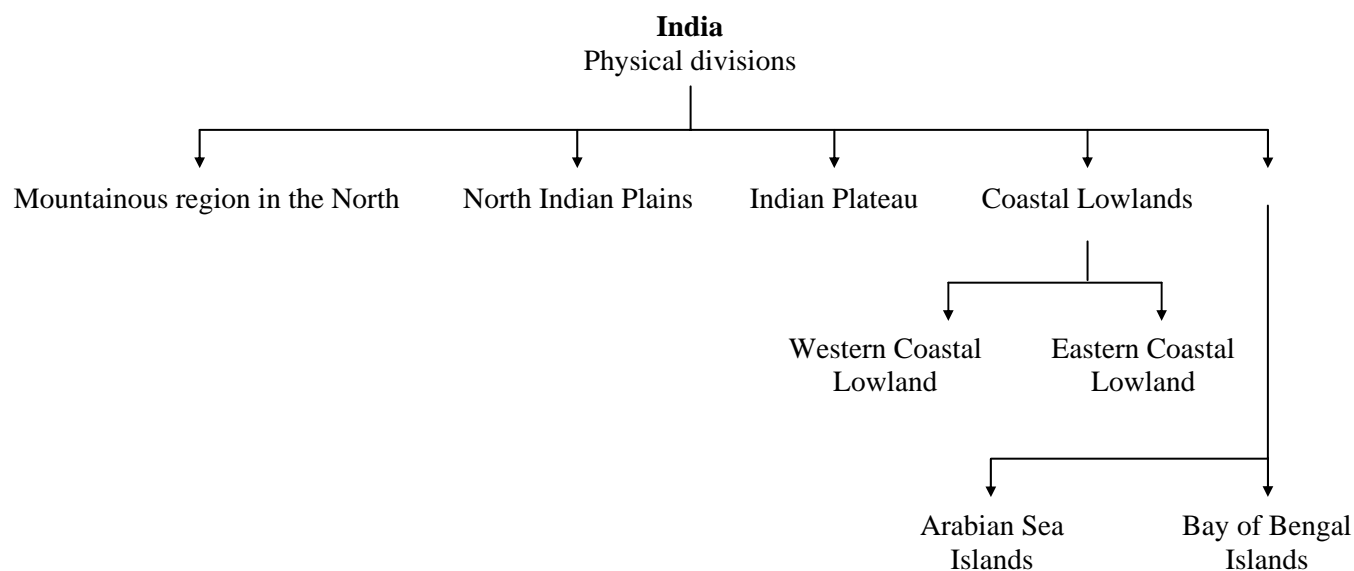 India
Physical divisions
Mountainous region in the North
North Indian Plains
Indian Plateau
Coastal Lowlands
Western Coastal
Lowland
Eastern Coastal
Lowland
Arabian Sea
Islands
Bay of Bengal
Islands